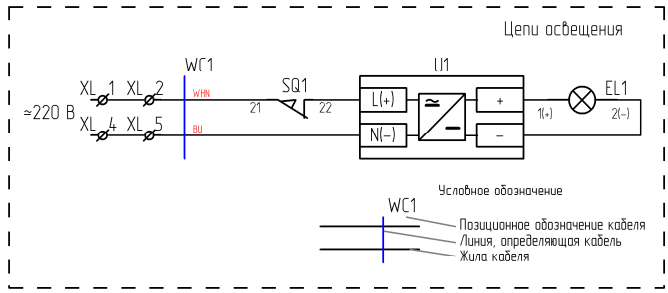 Цепи освещения
WC1
U1
XL 1 XL 2
WHN
SQ1
21 22
L(+)
≃
+
EL1
1(+) 2(-)
≃220 В
XL 4 XL 5
BU
N(-)
-
Условное обозначение
WC1
Позиционное обозначение кабеля
Линия, определяющая кабель
Жила кабеля